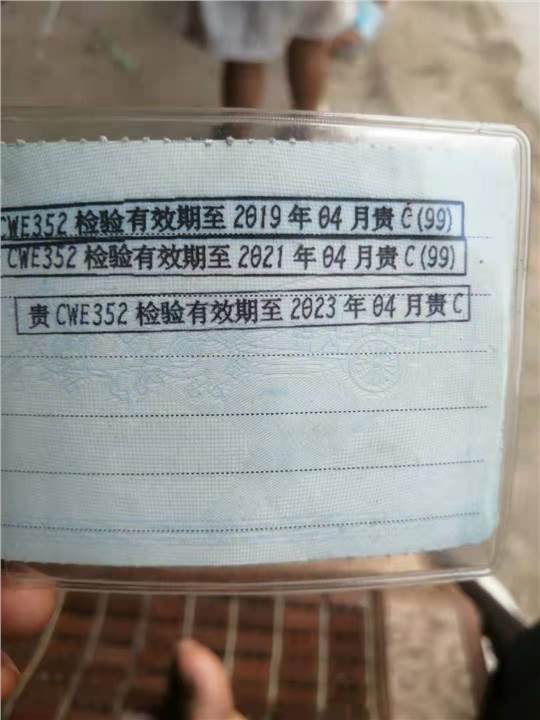 CWE352 检验有效期至 2019 年 04 月贵 C (99)
CWE352 检验有效期至 2021 年 04 月贵 C (99)
贵 CWE352 检验有效期至 2023 年 04 月贵 C